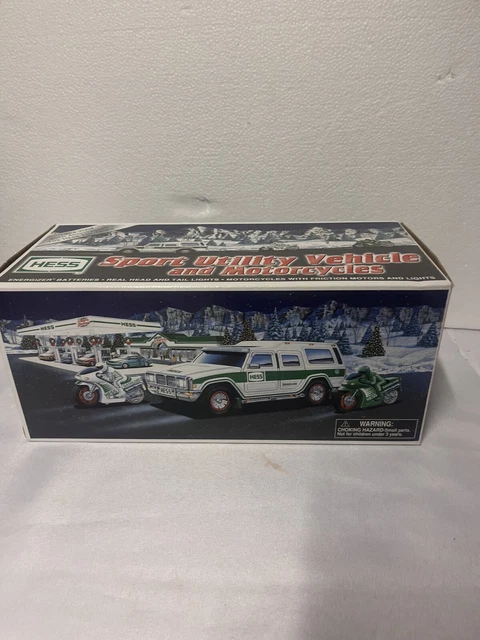 HESS
Sport Utility Vehicle
and Motorcycles
ENERGIZER® BATTERIES • REAL HEAD AND TAIL LIGHTS • MOTORCYCLES WITH FRICTION MOTORS AND LIGHTS
HESS
HESS
HESS
WARNING:
CHOKING HAZARD-Small parts.
Not for children under 3 years.